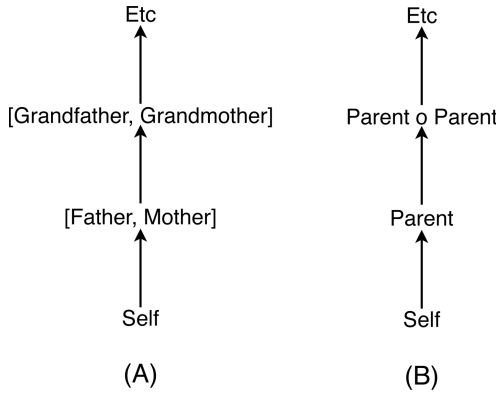 Etc
[Grandfather, Grandmother]
[Father, Mother]
Self
(A)
Etc
Parent o Parent
Parent
Self
(B)